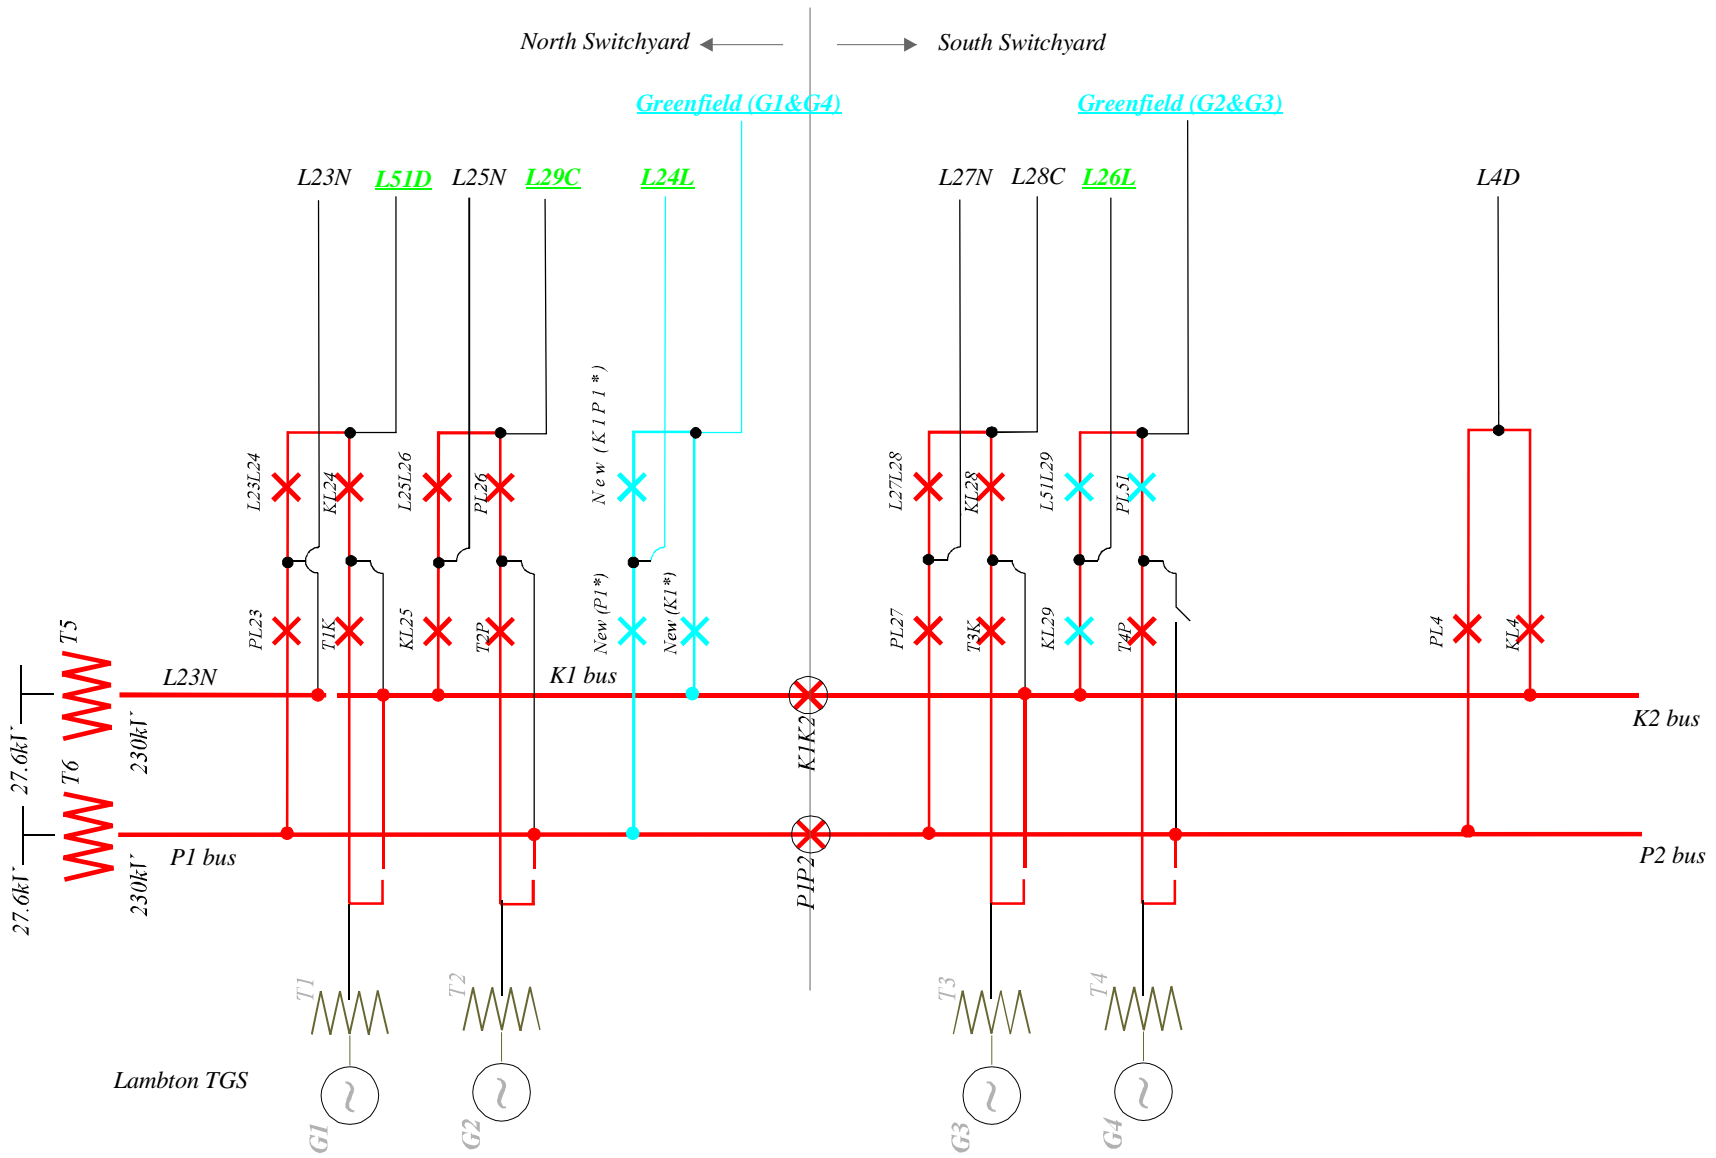 North Switchyard
South Switchyard
Greenfield (G1&G4)
Greenfield (G2&G3)
L23N
L51D
L25N
L29C
L24L
L27N
L28C
L26L
L4D
L23L24
KL24
L25L26
PL26
New (K1P1*)
L27L28
KL28
L51L29
PL51
PL23
T1K
KL25
T2P
New (P1*)
New (K1*)
PL27
T3K
KL29
T4P
PL4
KL4
T5
L23N
K1 bus
K2 bus
27.6kV
230kV
K1K2
T6
P1 bus
P2 bus
27.6kV
230kV
P1P2
T1
T2
T3
T4
Lambton TGS
G1
G2
G3
G4